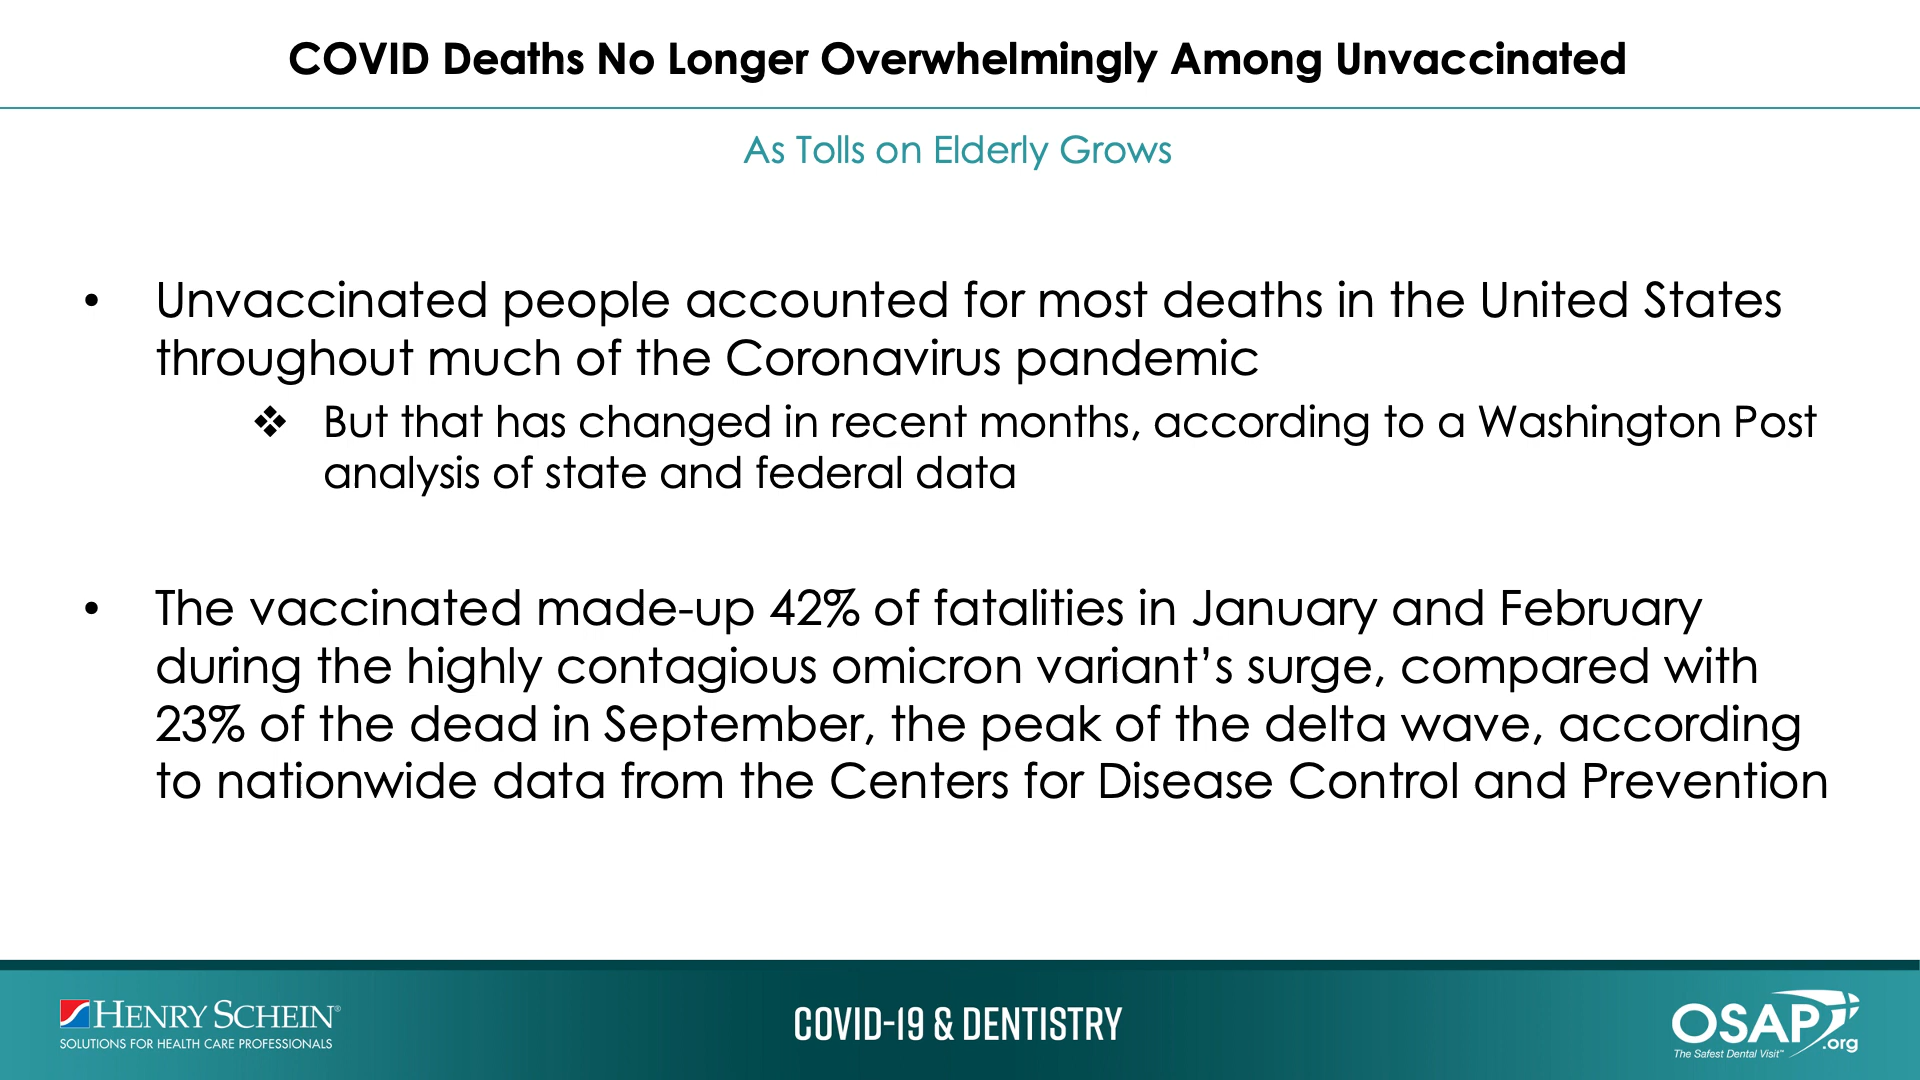 COVID Deaths No Longer Overwhelmingly Among Unvaccinated
As Tolls on Elderly Grows
• Unvaccinated people accounted for most deaths in the United States
throughout much of the Coronavirus pandemic
❖ But that has changed in recent months, according to a Washington Post
analysis of state and federal data
• The vaccinated made-up 42% of fatalities in January and February
during the highly contagious omicron variant’s surge, compared with
23% of the dead in September, the peak of the delta wave, according
to nationwide data from the Centers for Disease Control and Prevention
HENRY SCHEIN®
SOLUTIONS FOR HEALTH CARE PROFESSIONALS
COVID-19 & DENTISTRY
OSAP
.org
The Safest Dental Visit™